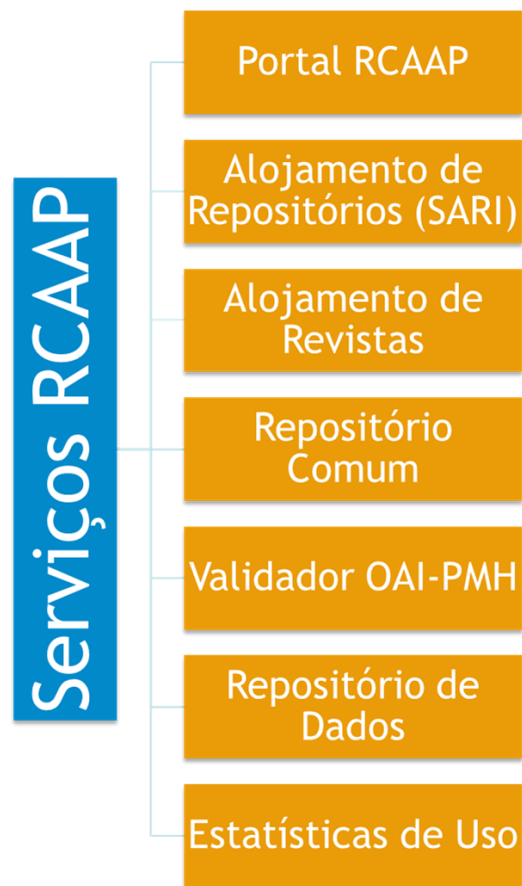 Serviços RCAAP
Portal RCAAP
Alojamento de
Repositórios (SARI)
Alojamento de
Revistas
Repositório
Comum
Validador OAI-PMH
Repositório de
Dados
Estatísticas de Uso